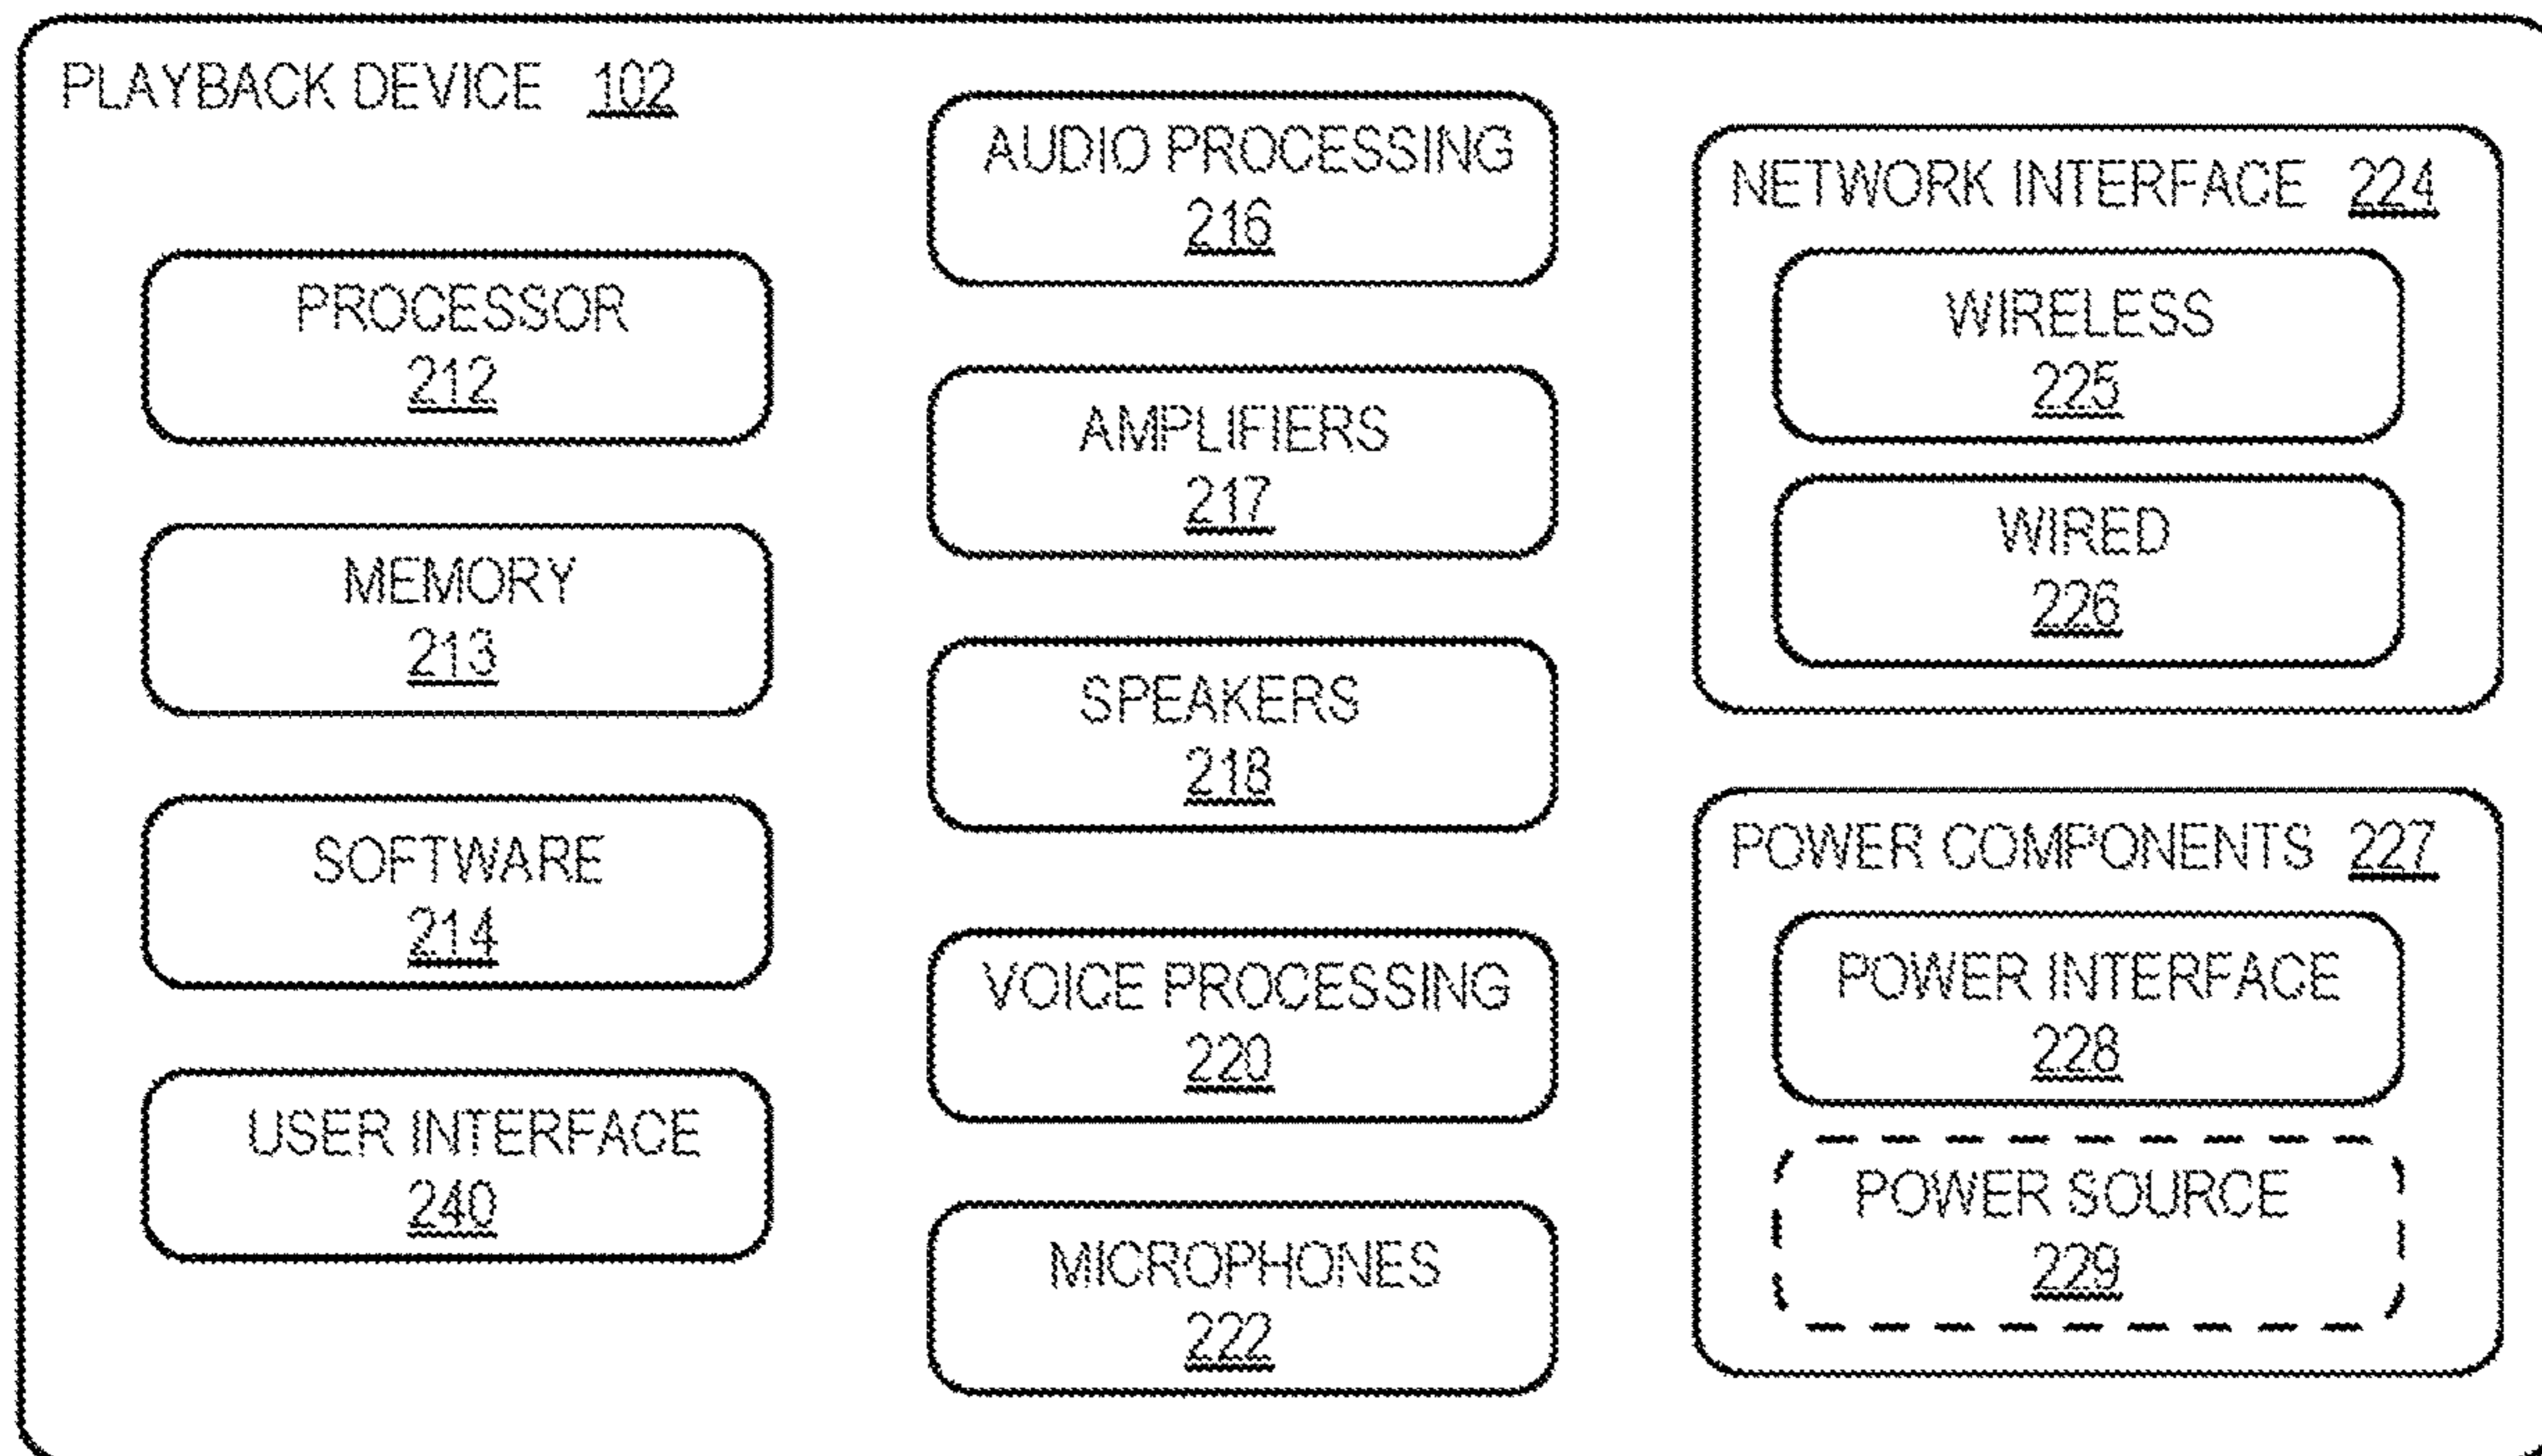 PLAYBACK DEVICE 102
PROCESSOR
212
MEMORY
213
SOFTWARE
214
USER INTERFACE
240
AUDIO PROCESSING
216
AMPLIFIERS
217
SPEAKERS
218
VOICE PROCESSING
220
MICROPHONES
222
NETWORK INTERFACE 224
WIRELESS
225
WIRED
226
POWER COMPONENTS 227
POWER INTERFACE
228
POWER SOURCE
229